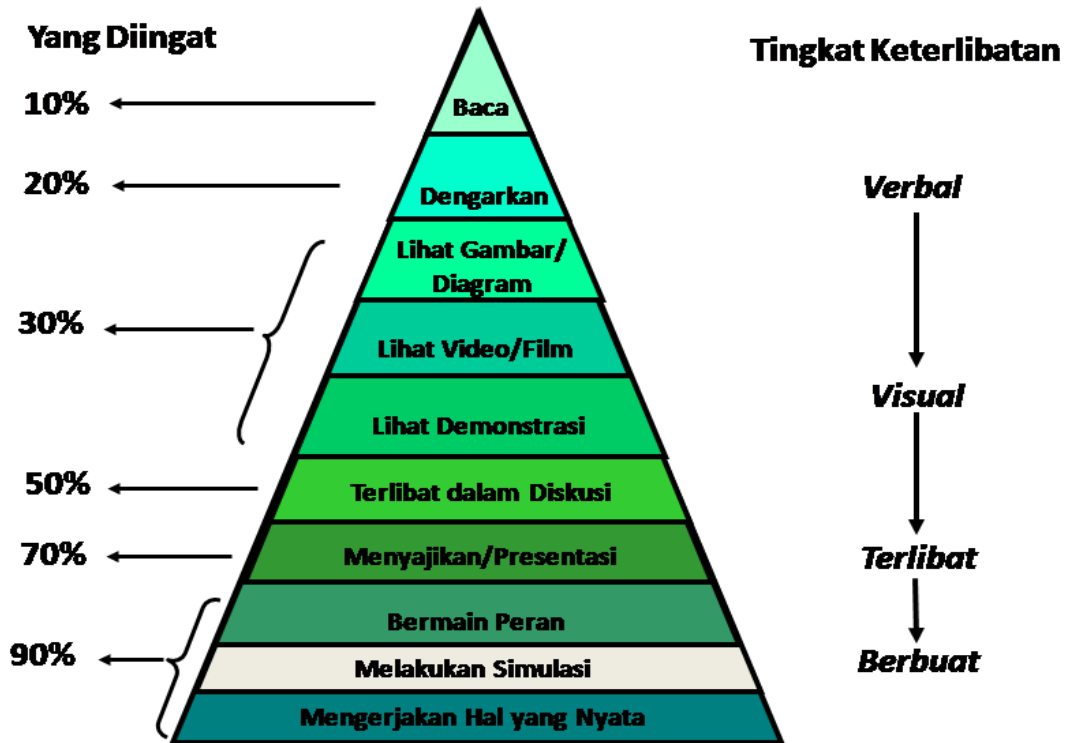 Yang Diingat
Tingkat Keterlibatan
10%
Baca
20%
Dengarkan
Verbal
Lihat Gambar/
Diagram
30%
Lihat Video/Film
Visual
Lihat Demonstrasi
50%
Terlibat dalam Diskusi
70%
Menyajikan/Presentasi
Terlibat
Bermain Peran
90%
Melakukan Simulasi
Berbuat
Mengerjakan Hal yang Nyata